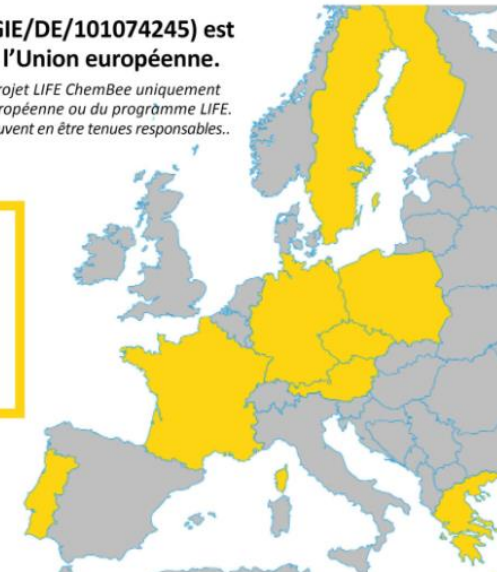 GIE/DE/101074245) est
l’Union européenne.
rojet LIFE ChemBee uniquement
ropéenne ou du programme LIFE.
uvent en être tenues responsables..